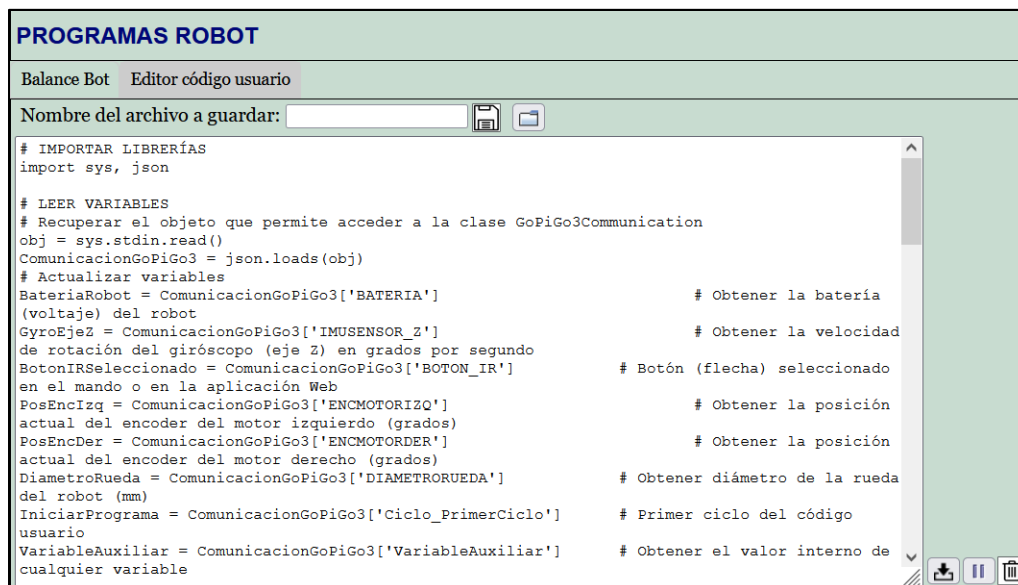 PROGRAMAS ROBOT
Balance Bot Editor código usuario
Nombre del archivo a guardar:
# IMPORTAR LIBRERÍAS
import sys, json
# LEER VARIABLES
# Recuperar el objeto que permite acceder a la clase GoPiGo3Communication
obj = sys.stdin.read()
ComunicacionGoPiGo3 = json.loads(obj)
# Actualizar variables
BateriaRobot = ComunicacionGoPiGo3['BATERIA'] # Obtener la batería
(voltaje) del robot
GyroEjeZ = ComunicacionGoPiGo3['IMUSENSOR_Z'] # Obtener la velocidad
de rotación del giróscopo (eje Z) en grados por segundo
BotonIRSeleccionado = ComunicacionGoPiGo3['BOTON_IR'] # Botón (flecha) seleccionado
en el mando o en la aplicación Web
PosEncIzq = ComunicacionGoPiGo3['ENCMOTORIZQ'] # Obtener la posición
actual del encoder del motor izquierdo (grados)
PosEncDer = ComunicacionGoPiGo3['ENCMOTORDER'] # Obtener la posición
actual del encoder del motor derecho (grados)
DiametroRueda = ComunicacionGoPiGo3['DIAMETRORUEDA'] # Obtener diámetro de la rueda
del robot (mm)
IniciarPrograma = ComunicacionGoPiGo3['Ciclo_PrimerCiclo'] # Primer ciclo del código
usuario
VariableAuxiliar = ComunicacionGoPiGo3['VariableAuxiliar'] # Obtener el valor interno de
cualquier variable